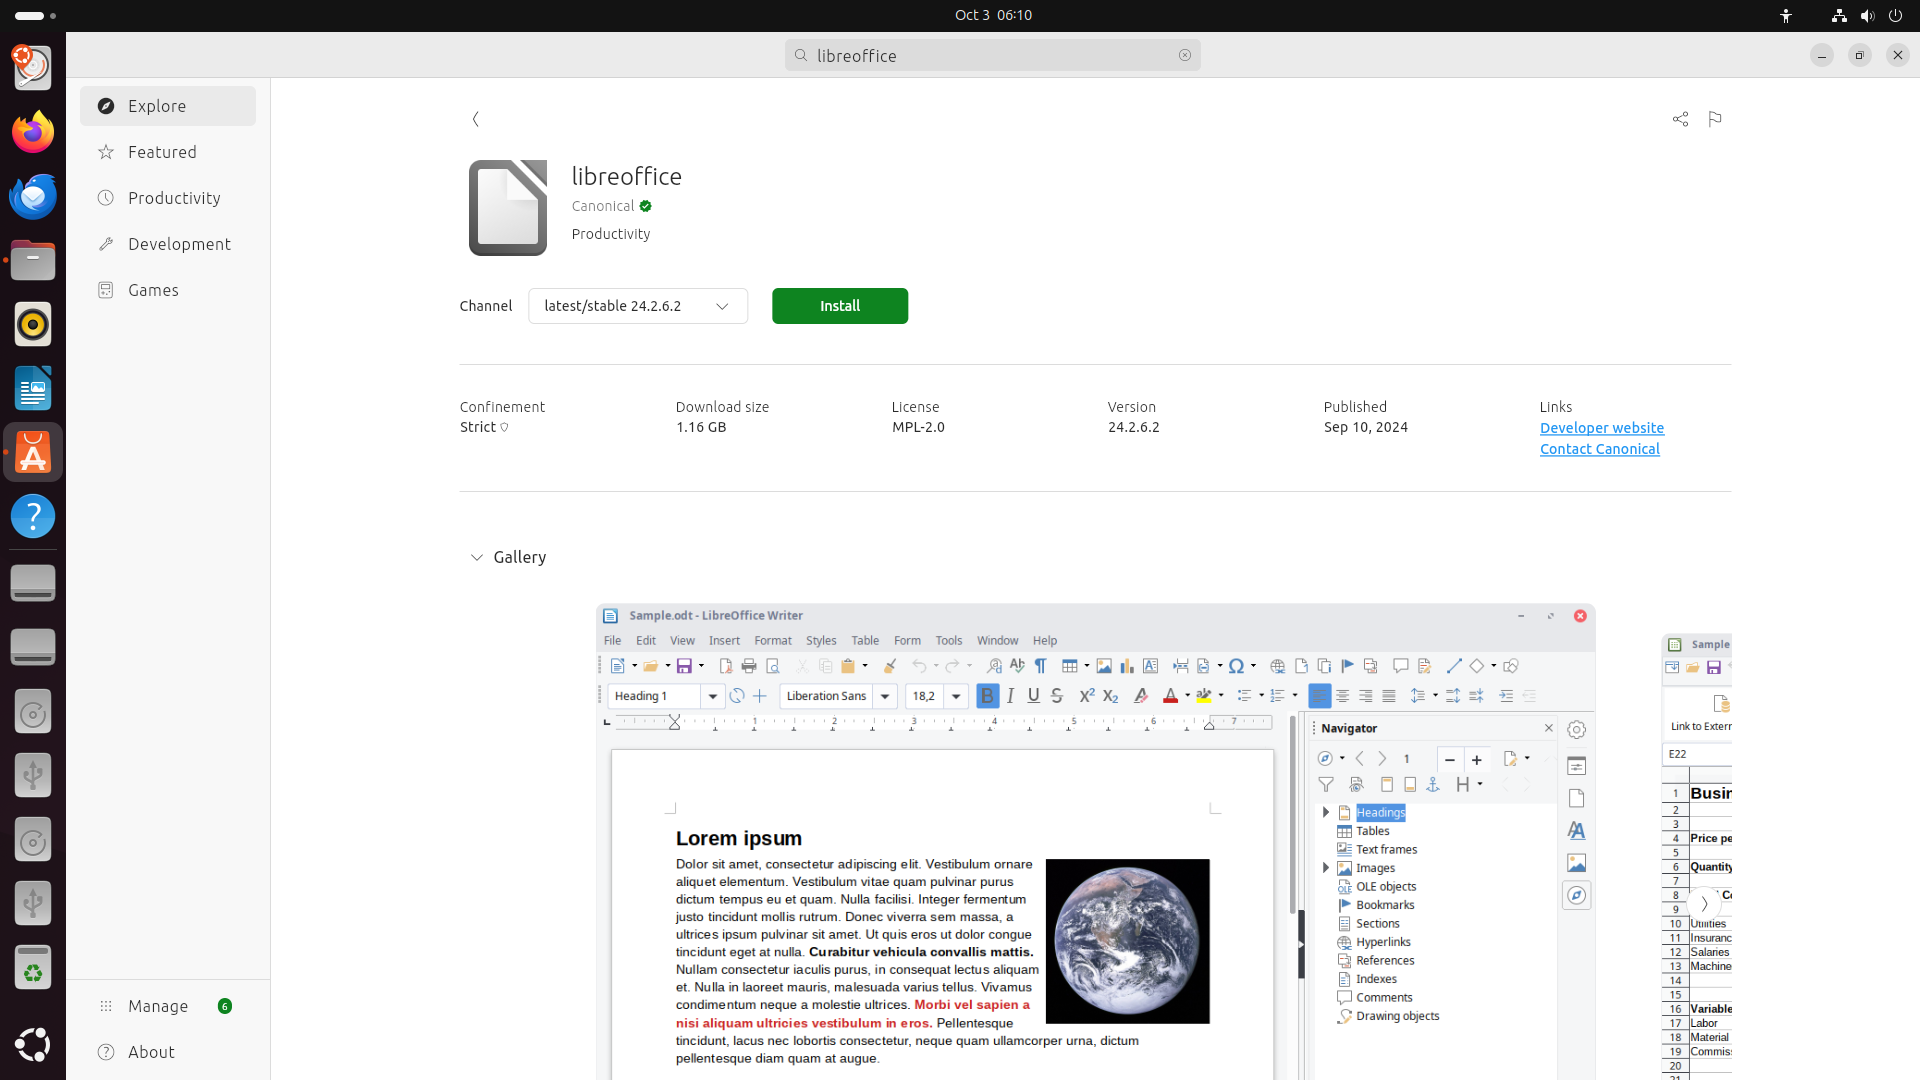 Oct 3 06:10
libreoffice
Explore
Featured
Productivity
Development
Games
Manage 6
About
libreoffice
Canonical
Productivity
Channel latest/stable 24.2.6.2 Install
Confinement Download size License Version Published Links
Strict 1.16 GB MPL-2.0 24.2.6.2 Sep 10, 2024 Developer website
Contact Canonical
Gallery
Sample.odt - LibreOffice Writer
File Edit View Insert Format Styles Table Form Tools Window Help
Heading 1 Liberation Sans 18,2
1 2 3 4 5 6 7
Lorem ipsum
Dolor sit amet, consectetur adipiscing elit. Vestibulum ornare
aliquet elementum. Vestibulum vitae quam pulvinar purus
dictum tempus eu et quam. Nulla facilisi. Integer fermentum
justo tincidunt mollis rutrum. Donec viverra sem massa, a
ultrices ipsum pulvinar sit amet. Ut quis eros ut dolor congue
tincidunt eget at nulla. Curabitur vehicula convallis mattis.
Nullam consectetur iaculis purus, in consequat lectus aliquam
et. Nulla in laoreet mauris, malesuada varius tellus. Vivamus
condimentum neque a molestie ultrices. Morbi vel sapien a
nisi aliquam ultricies vestibulum in eros. Pellentesque
tincidunt, lacus nec lobortis consectetur, neque quam ullamcorper urna, dictum
pellentesque diam quam at augue.
Navigator
1
Headings
Tables
Text frames
Images
OLE objects
Bookmarks
Sections
Hyperlinks
References
Indexes
Comments
Drawing objects
Sample
Link to Extern
E22
1 Busin
2
3
4 Price pe
5
6 Quantity
7
8 C
9
10 Utilities
11 Insuranc
12 Salaries
13 Machine
14
15
16 Variable
17 Labor
18 Material
19 Commis
20